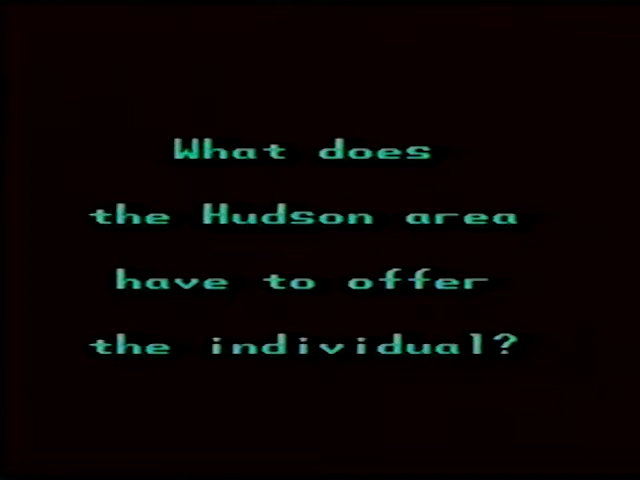 What does
the Hudson area
have to offer
the individual?